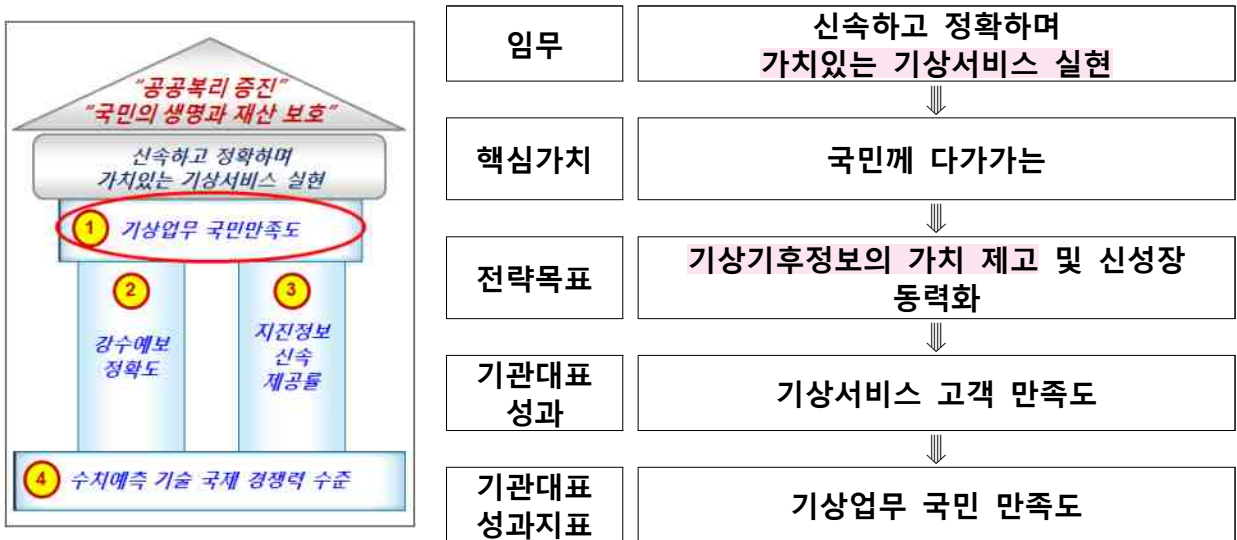 "공공복리 증진"
"국민의 생명과 재산 보호"
신속하고 정확하며
가치있는 기상서비스 실현
1 기상업무 국민만족도
2
강수예보
정확도
3
지진정보
신속
제공률
4 수치예측 기술 국제 경쟁력 수준
임무
신속하고 정확하며
가치있는 기상서비스 실현
⇓
핵심가치
국민께 다가가는
⇓
전략목표
기상기후정보의 가치 제고 및 신성장
동력화
⇓
기관대표
성과
기상서비스 고객 만족도
⇓
기관대표
성과지표
기상업무 국민 만족도